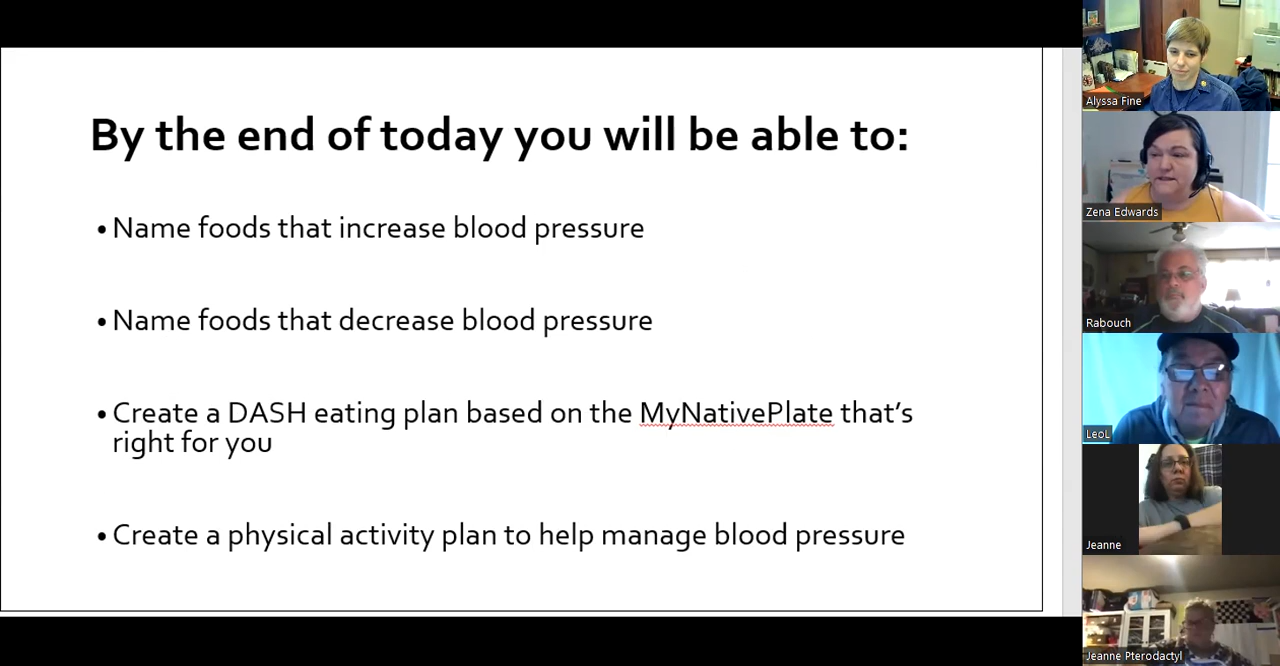 By the end of today you will be able to:
• Name foods that increase blood pressure
• Name foods that decrease blood pressure
• Create a DASH eating plan based on the MyNativePlate that’s
right for you
• Create a physical activity plan to help manage blood pressure
Alyssa Fine
Zena Edwards
Rabouch
LeoL
Jeanne
Jeanne Pterodactyl